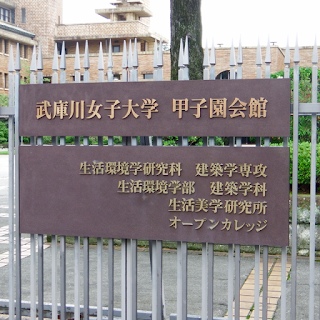 武庫川女子大学 甲子園会館
生活環境学研究科 建築学専攻
生活環境学部 建築学科
生活美学研究所
オープンカレッジ